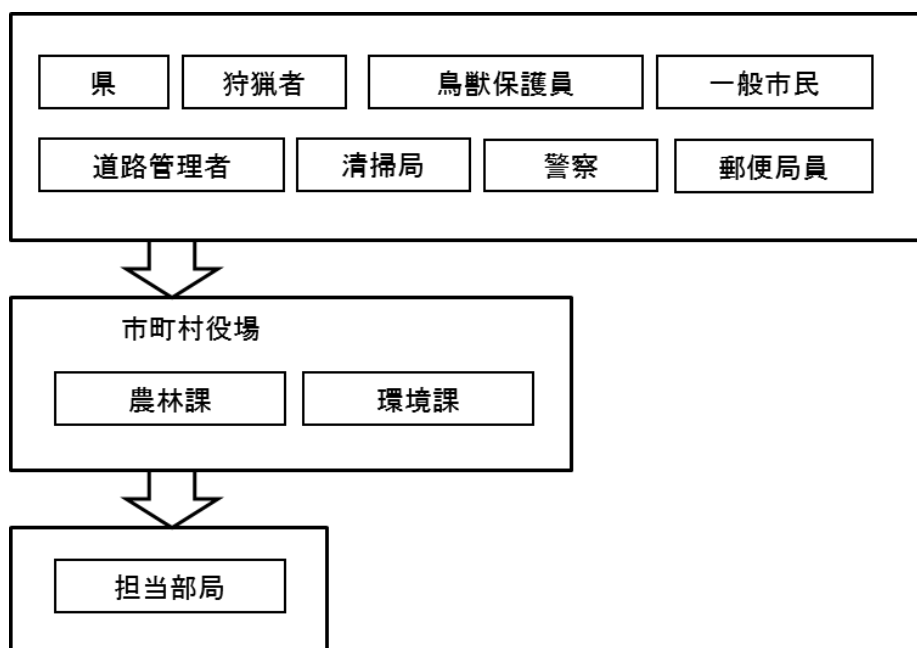 県 狩猟者 鳥獣保護員 一般市民
道路管理者 清掃局 警察 郵便局員
市町村役場
農林課 環境課
担当部局